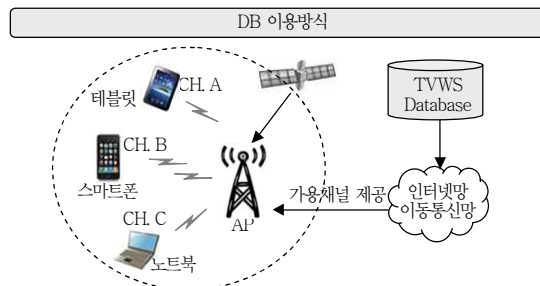 DB 이용방식
CH. A
테블릿
CH. B
스마트폰
CH. C
노트북
AP
TVWS
Database
가용채널 제공
인터넷망
이동통신망